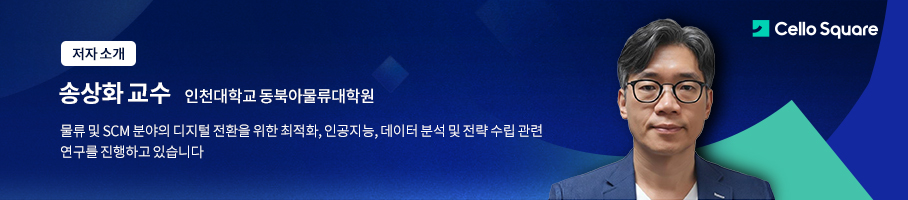 Cello Square
저자 소개
송상화 교수 인천대학교 동북아물류대학원
물류 및 SCM 분야의 디지털 전환을 위한 최적화, 인공지능, 데이터 분석 및 전략 수립 관련
연구를 진행하고 있습니다